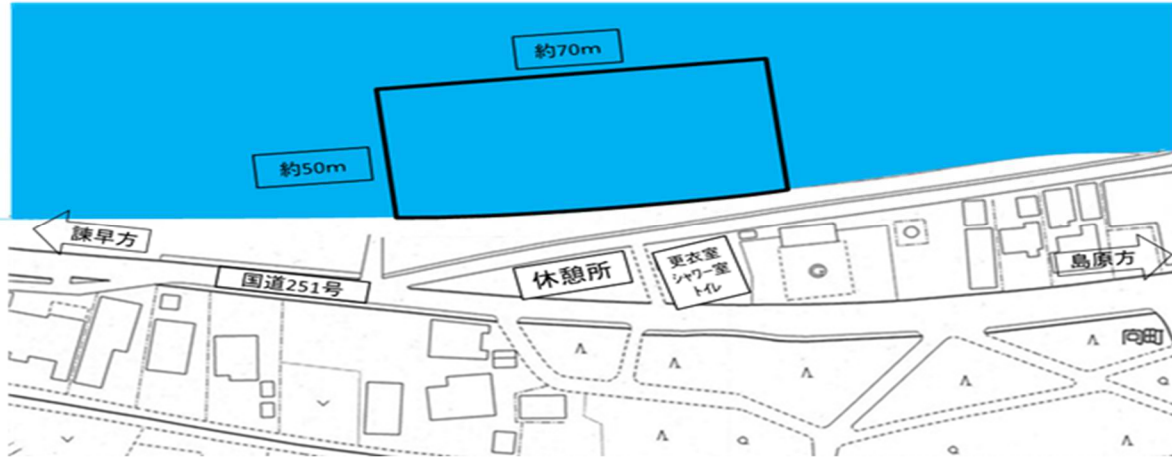 約70m
約50m
諫早方
国道251号
休憩所
更衣室
シャワー室
トイレ
島原方
向町